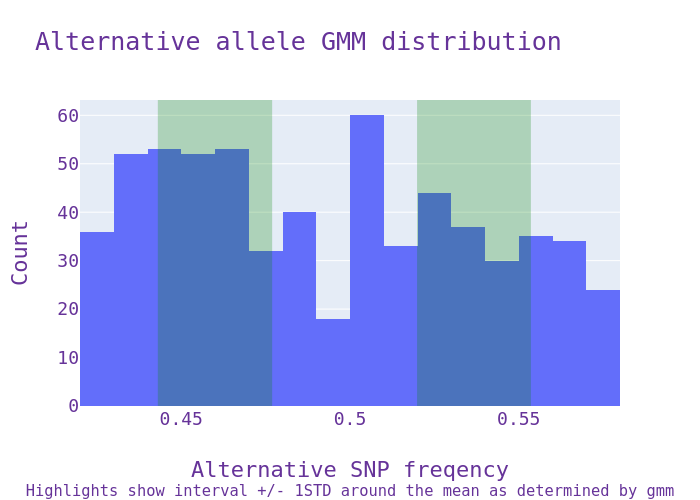 Alternative allele GMM distribution
60
50
40
30
20
10
0
Count
0.45 0.5 0.55
Alternative SNP freqency
Highlights show interval +/- 1STD around the mean as determined by gmm